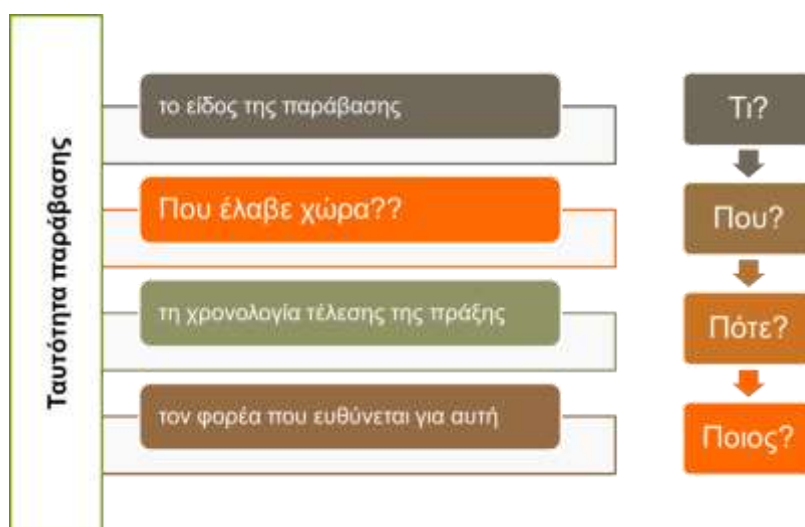 Ταυτότητα παράβασης
το είδος της παράβασης
Που έλαβε χώρα??
τη χρονολογία τέλεσης της πράξης
τον φορέα που ευθύνεται για αυτή
Τι?
Που?
Πότε?
Ποιος?